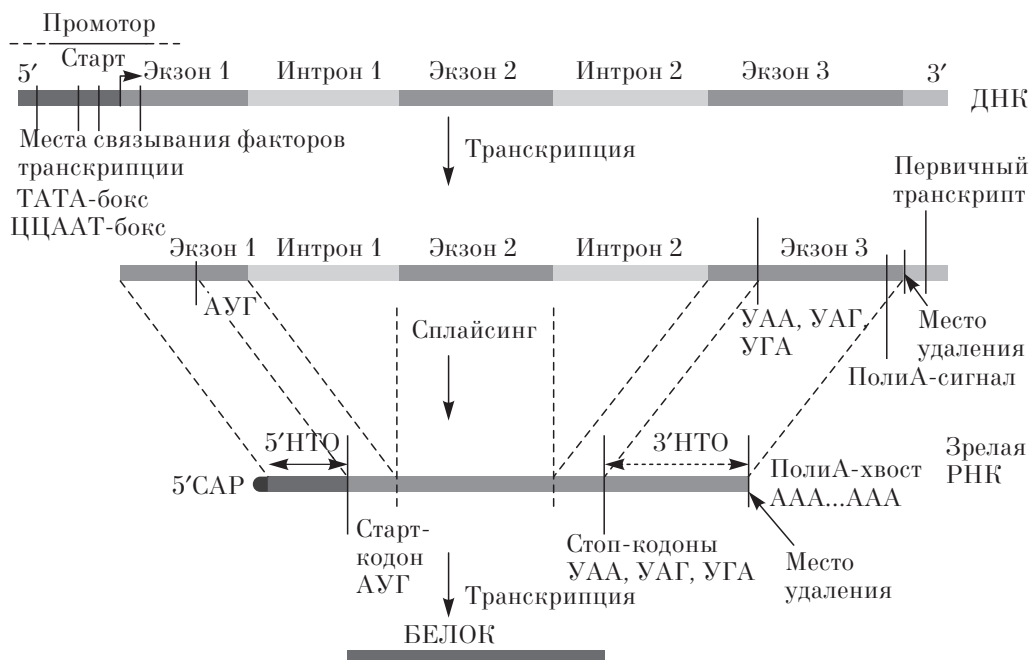 Промотор
Старт
5′ Экзон 1 Интрон 1 Экзон 2 Интрон 2 Экзон 3 3′
ДНК
Места связывания факторов
транскрипции
ТАТА-бокс
ЦЦААТ-бокс
Транскрипция
Первичный
транскрипт
Экзон 1 Интрон 1 Экзон 2 Интрон 2 Экзон 3
АУГ
Сплайсинг
УАА, УАГ,
УГА
Место
удаления
ПолиА-сигнал
5′НТО
3′НТО
Зрелая
РНК
5′САР
ПолиА-хвост
ААА...ААА
Старт-
кодон
АУГ
Стоп-кодоны
УАА, УАГ, УГА
Место
удаления
Транскрипция
БЕЛОК